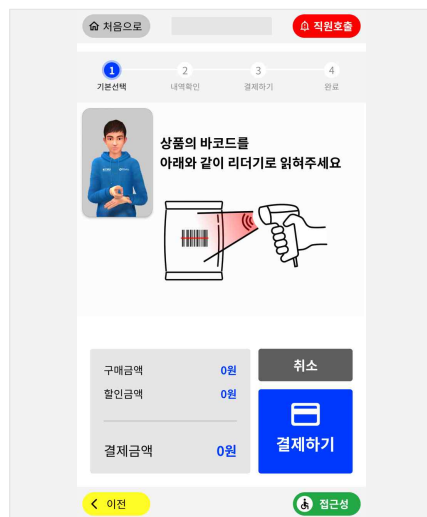 처음으로
직원호출
1 2 3 4
기본선택 내역확인 결제하기 완료
상품의 바코드를
아래와 같이 리더기로 읽혀주세요
구매금액 0원
할인금액 0원
결제금액 0원
취소
결제하기
이전
접근성